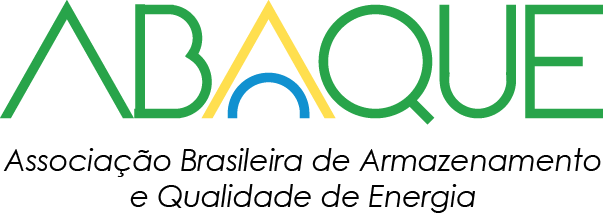 ABAQUE
Associação Brasileira de Armazenamento
e Qualidade de Energia